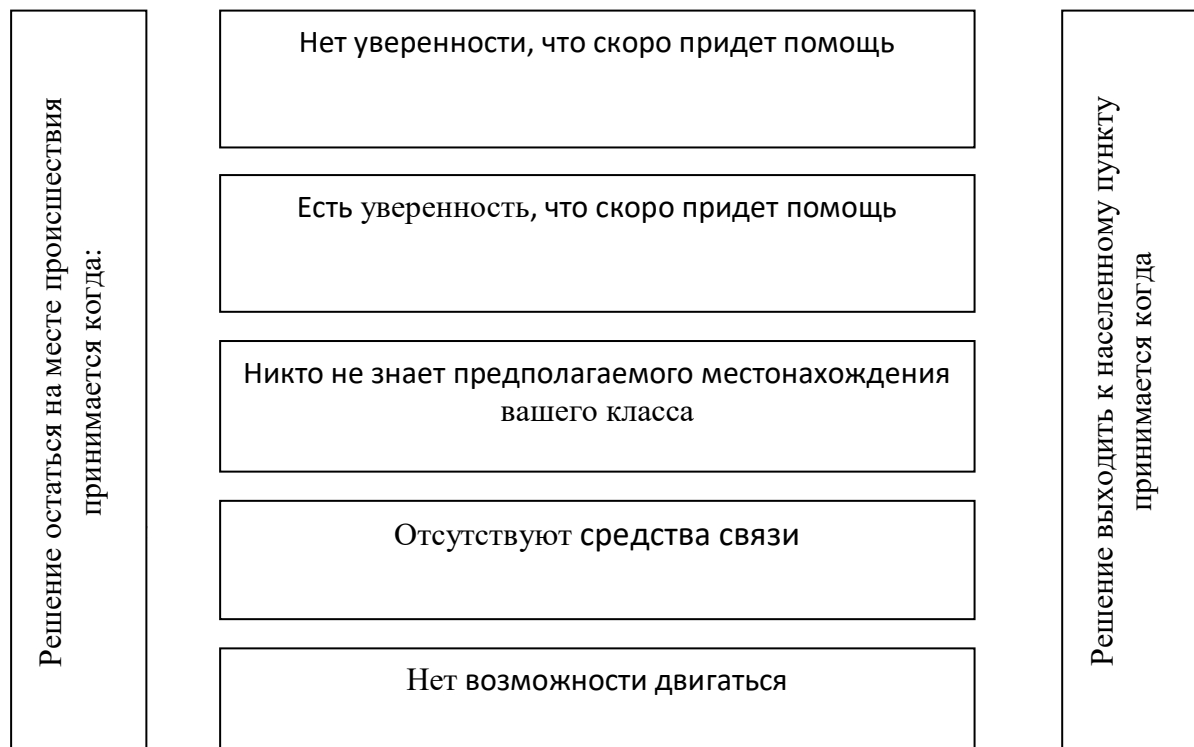 Решение остаться на месте происшествия
принимается когда:
Нет уверенности, что скоро придет помощь
Есть уверенность, что скоро придет помощь
Никто не знает предполагаемого местонахождения
вашего класса
Отсутствуют средства связи
Нет возможности двигаться
Решение выходить к населенному пункту
принимается когда